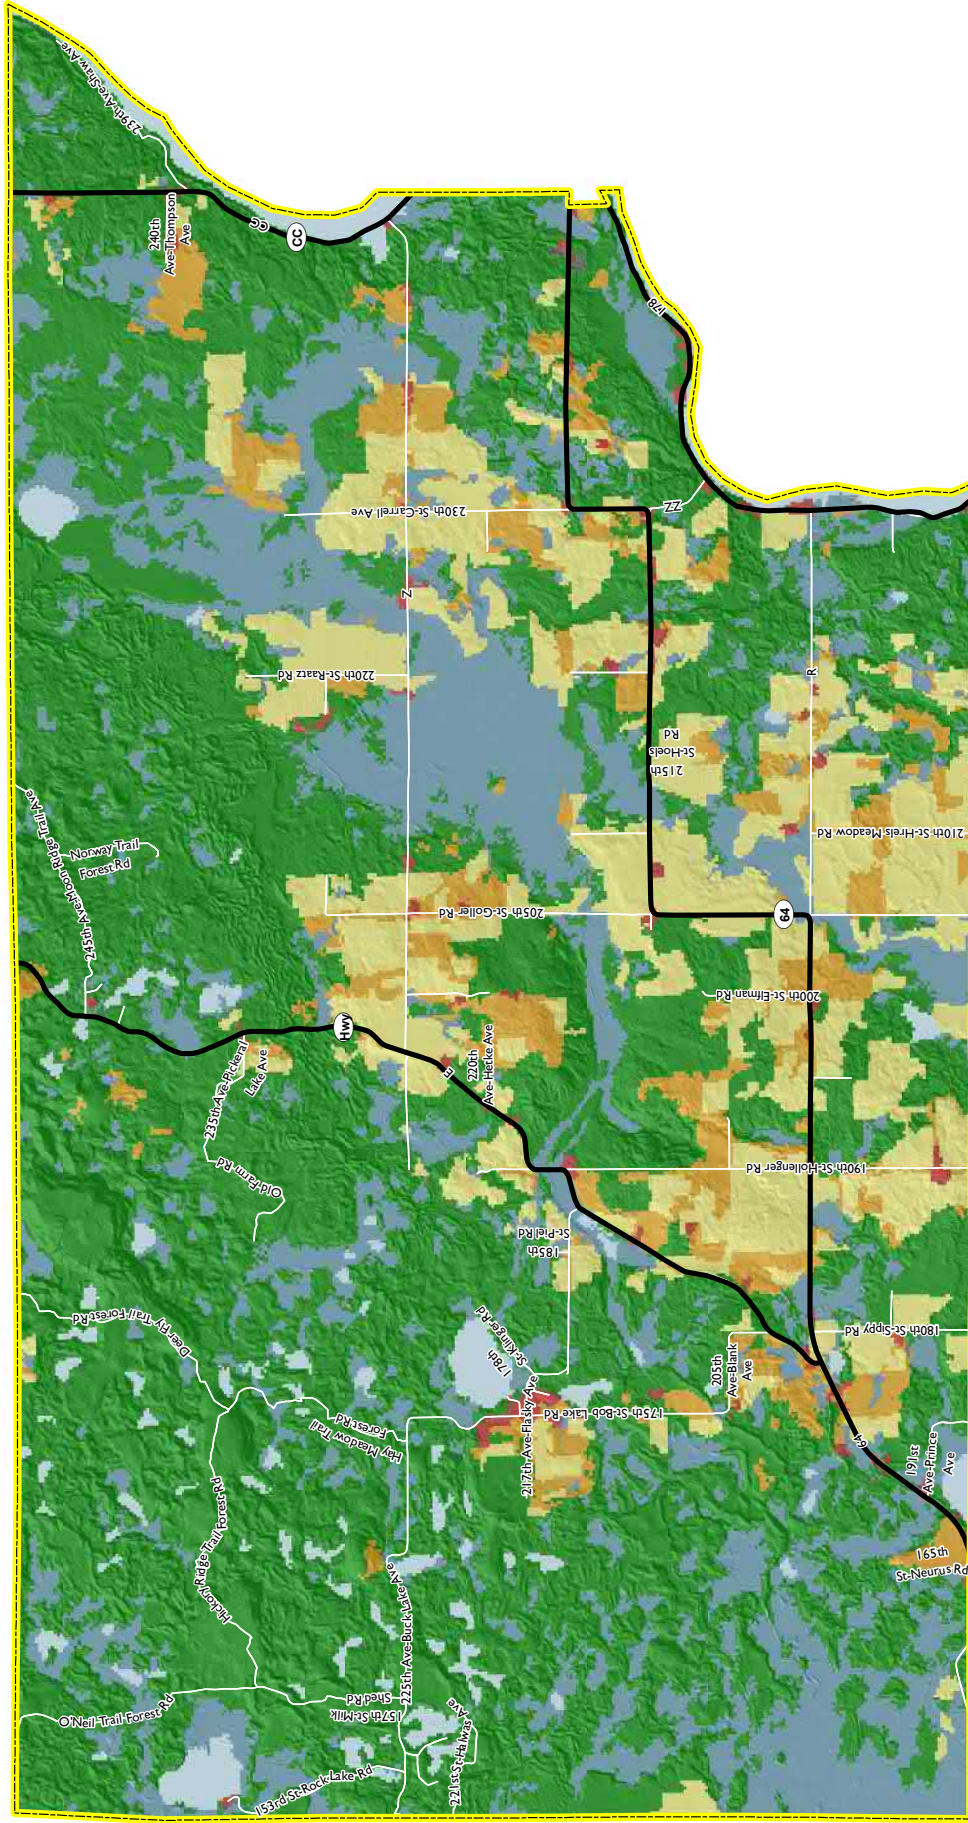 239th Ave-Shaw Ave
240th
Ave-Thompson
Ave
CC
CC
178
230th St-Carrell Ave
ZZ
Z
220th St-Raatz Rd
R
215th
St-Hoels
Rd
245th Ave-Moon Ridge Trail Ave
Norway Trail
Forest Rd
210th St-Hrels Meadow Rd
205th St-Goller Rd
64
200th St-Elfman Rd
Hwy
E
235th Ave-Pickeral
Lake Ave
220th
Ave-Hetke Ave
Old Farm Rd
190th St-Hollenger Rd
185th
St-Piel Rd
Deer Fly Trail Forest Rd
178th
St-Klinger Rd
180th St-Sippy Rd
205th
Ave-Blank
Ave
217th Ave-Flasky Ave
175th St-Bob Lake Rd
Hay Meadow Trail
Forest Rd
64
191st
Ave-Prince
Ave
Hickory Ridge Trail Forest Rd
165th
St-Neurus Rd
225th Ave-Buck Lake Ave
157th St-Milk
Shed Rd
O'Neil Trail Forest Rd
221st St-Halwas
Ave
153rd St-Rock Lake Rd